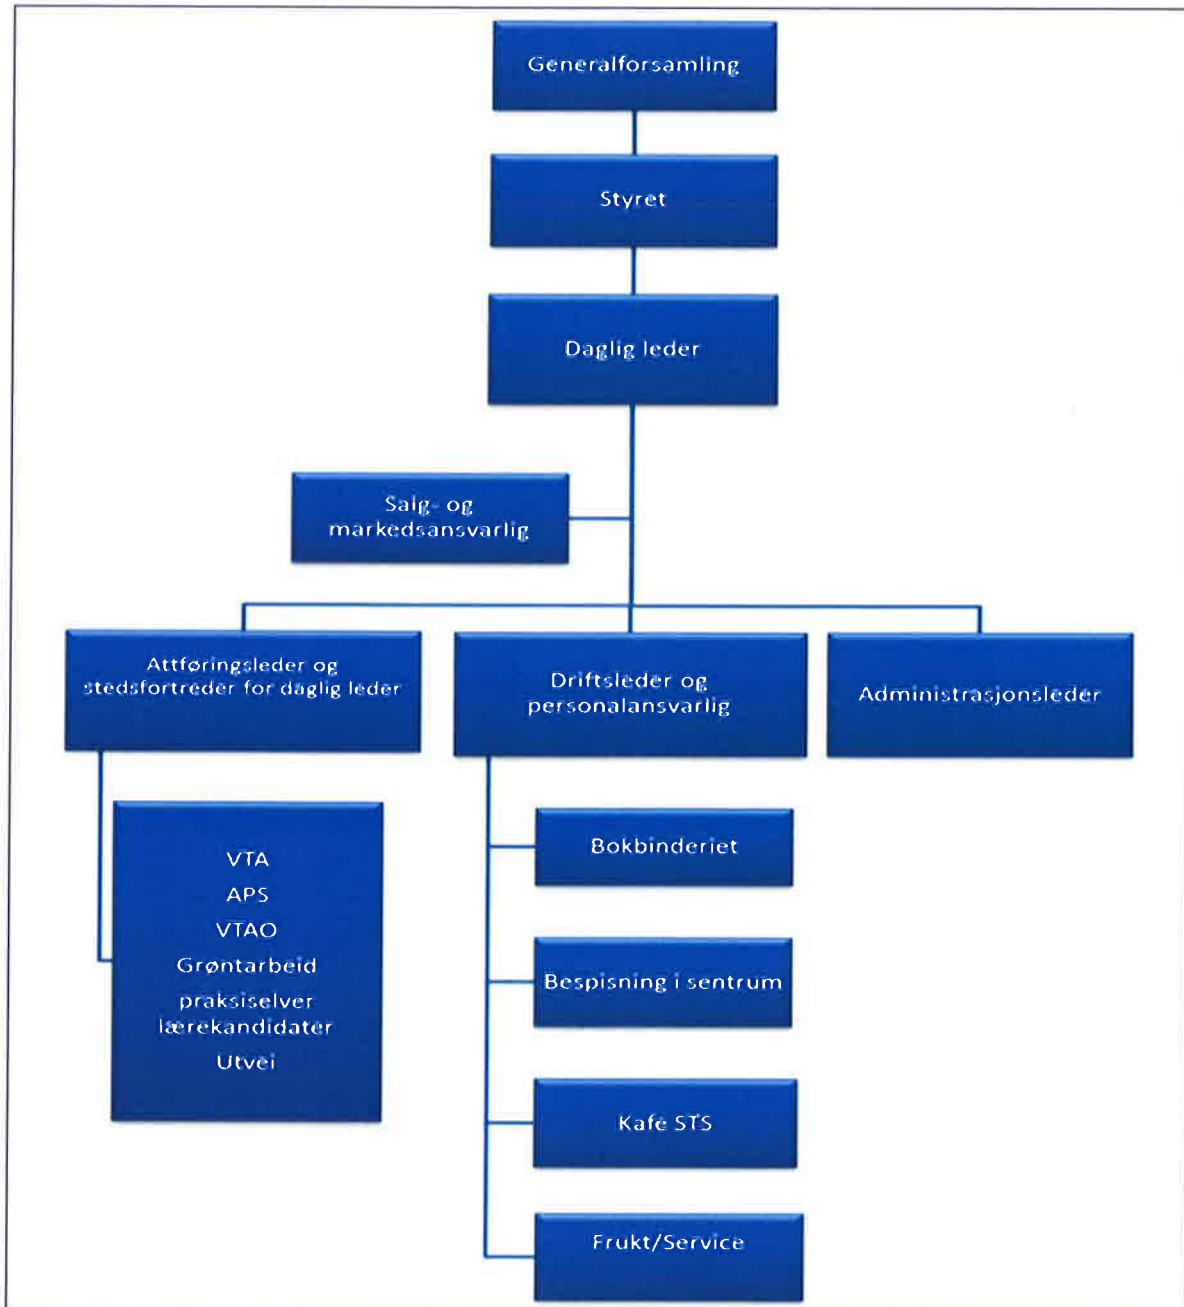 Generalforsamling
Styret
Daglig leder
Salg- og
markedsansvarlig
Attføringsleder og
stedsfortreder for daglig leder
Driftsleder og
personalansvarlig
Administrasjonsleder
VTA
APS
VTAO
Grøntarbeid
praksiselver
lærekandidater
Utvei
Bokbinderiet
Bespisning i sentrum
Kafe STS
Frukt/Service